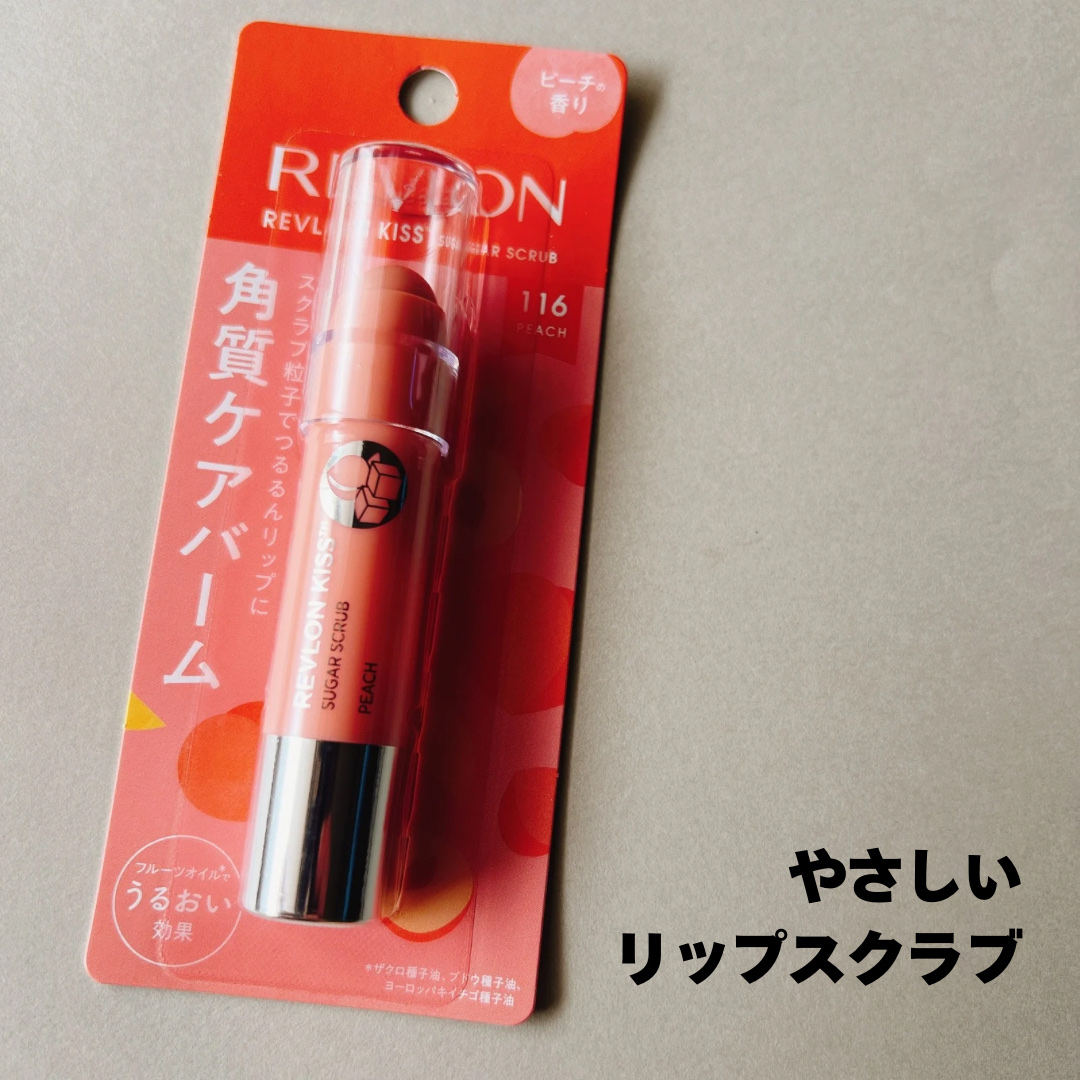 ピーチの
香り
REVLON
REVLON KISS™ SUGAR SCRUB
116
PEACH
角質ケアバーム
スクラブ粒子でつるるんリップに
REVLON KISS™
SUGAR SCRUB
PEACH
フルーツオイル*で
うるおい
効果
*ザクロ種子油、ブドウ種子油、
ヨーロッパキイチゴ種子油
やさしい
リップスクラブ